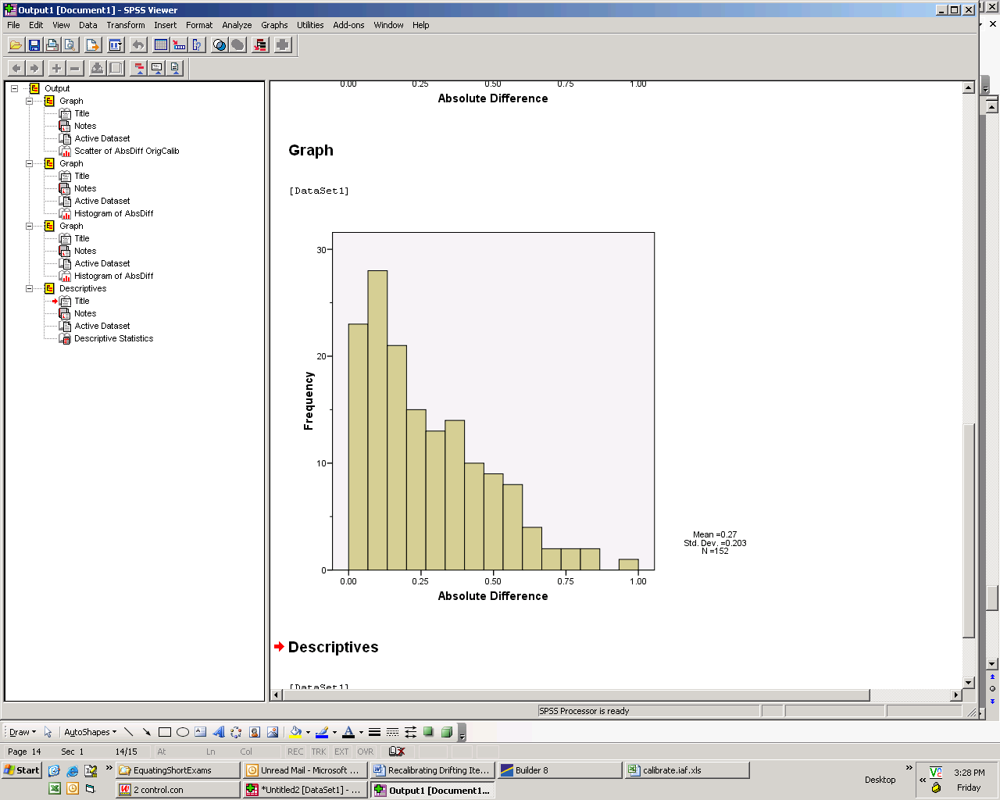 Output1 [Document1] - SPSS Viewer
File Edit View Data Transform Insert Format Analyze Graphs Utilities Add-ons Window Help
Output
Graph
Title
Notes
Active Dataset
Scatter of AbsDiff OrigCalib
Graph
Title
Notes
Active Dataset
Histogram of AbsDiff
Graph
Title
Notes
Active Dataset
Histogram of AbsDiff
Descriptives
Title
Notes
Active Dataset
Descriptive Statistics
0.00 0.25 0.50 0.75 1.00
Absolute Difference
Graph
[DataSet1]
30
20
10
0
Frequency
0.00 0.25 0.50 0.75 1.00
Absolute Difference
Mean =0.27
Std. Dev. =0.203
N =152
Descriptives
[DataSet1]
SPSS Processor is ready
Draw AutoShapes
Page 14 Sec 1 14/15 At Ln Col REC TRK EXT OVR
Start EquatingShortExams Unread Mail - Microsoft ... Recalibrating Drifting Ite... Builder 8 calibrate.iaf.xls
2 control.con *Untitled2 [DataSet1] - ... Output1 [Document1...
Desktop
3:28 PM
Friday